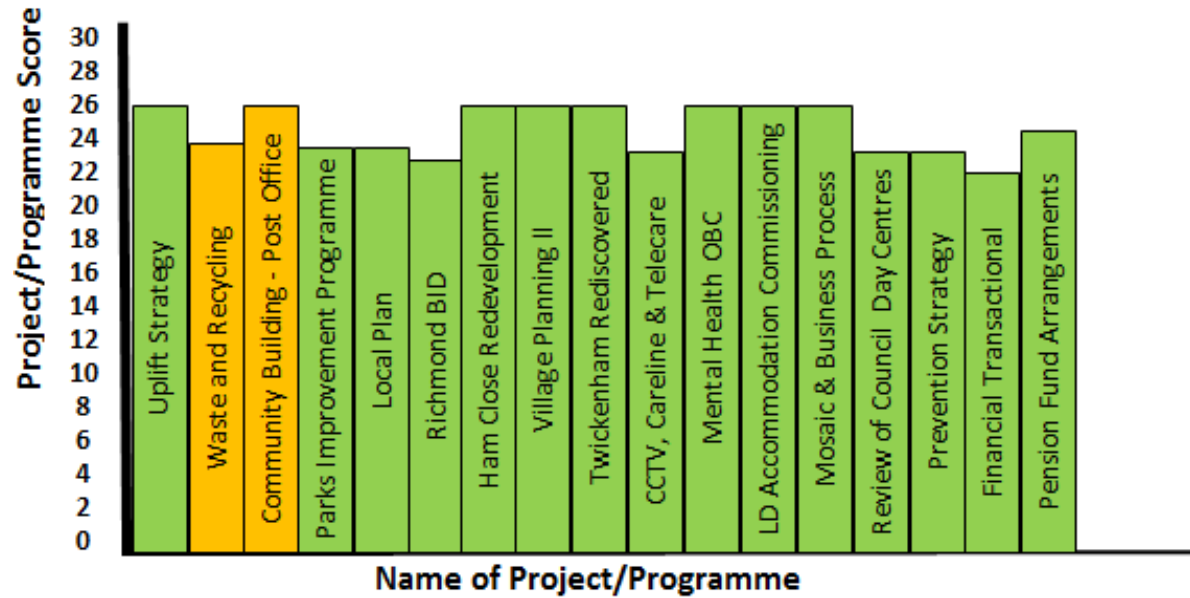 Project/Programme Score
30
28
26
24
22
20
18
16
14
12
10
8
6
4
2
0
Uplift Strategy
Waste and Recycling
Community Building - Post Office
Parks Improvement Programme
Local Plan
Richmond BID
Ham Close Redevelopment
Village Planning II
Twickenham Rediscovered
CCTV, Careline & Telecare
Mental Health OBC
LD Accommodation Commissioning
Mosaic & Business Process
Review of Council Day Centres
Prevention Strategy
Financial Transactional
Pension Fund Arrangements
Name of Project/Programme